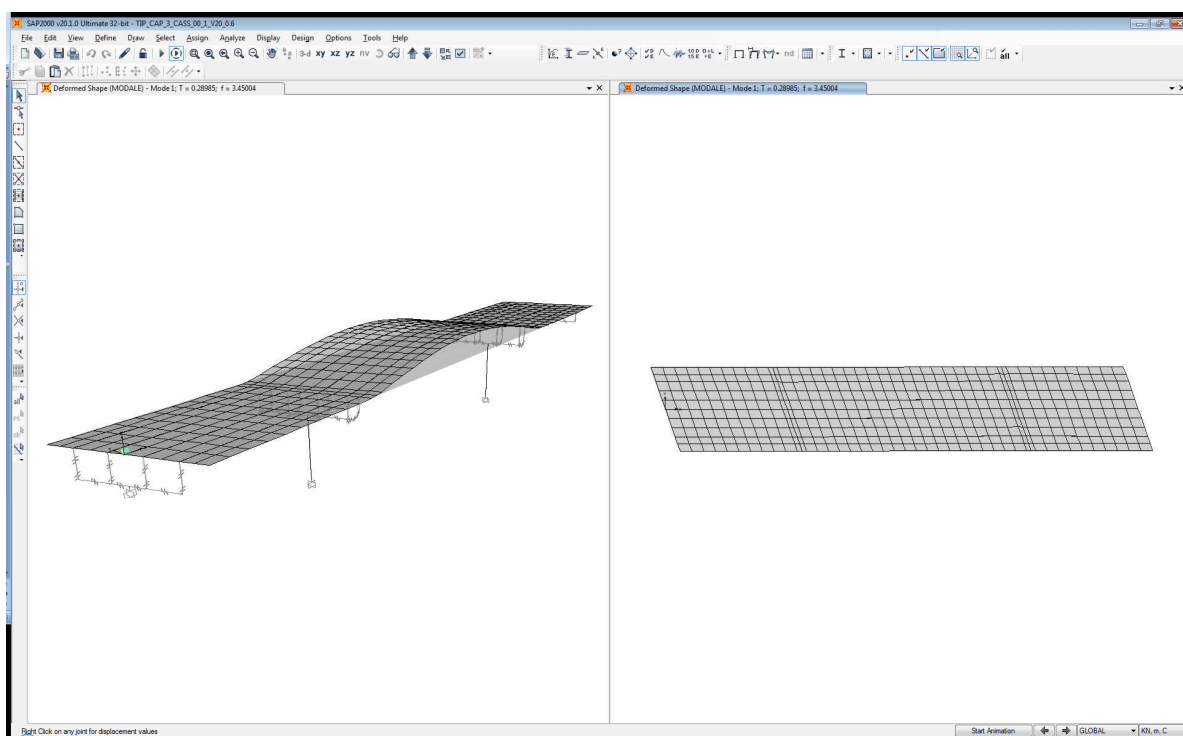 SAP2000 v20.1.0 Ultimate 32-bit - TIP_CAP_3_CASS_00_1_V20_0.6
File Edit View Define Draw Select Assign Analyze Display Design Options Tools Help
3-d xy xz yz nv nd all
Deformed Shape (MODALE) - Mode 1; T = 0.28985; f = 3.45004
Deformed Shape (MODALE) - Mode 1; T = 0.28985; f = 3.45004
all
Right Click on any joint for displacement values
Start Animation GLOBAL KN, m, C